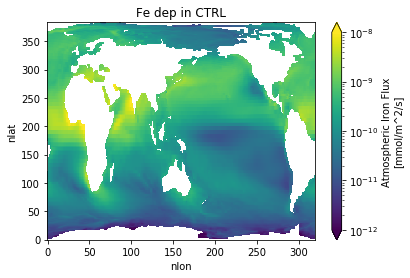 Fe dep in CTRL
350
300
250
200
150
100
50
0
nlat
0 50 100 150 200 250 300
nlon
10^−8
10^−9
10^−10
10^−11
10^−12
Atmospheric Iron Flux
[mmol/m^2/s]